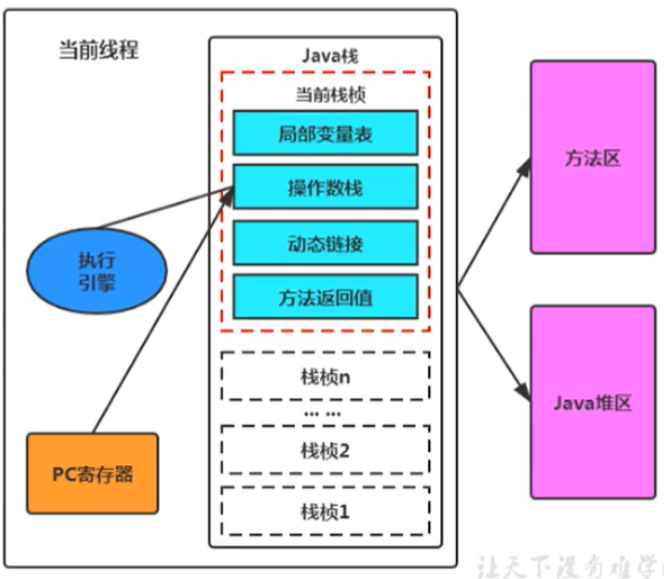 当前线程
Java栈
当前栈桢
局部变量表
操作数栈
动态链接
方法返回值
执行
引擎
PC寄存器
栈桢n
... ...
栈桢2
栈桢1
方法区
Java堆区
让天下没有难学